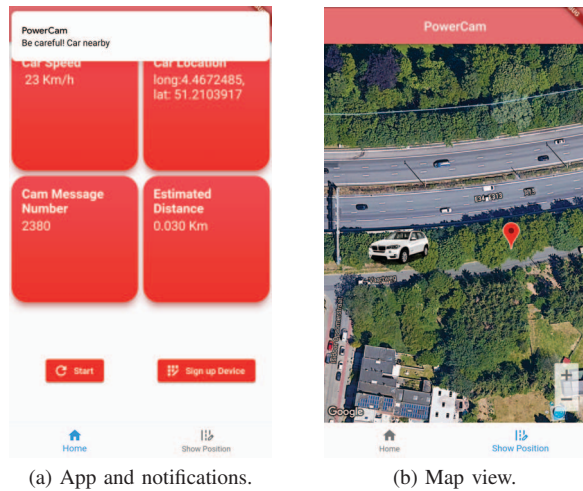 PowerCam
Be careful! Car nearby
Car Speed
23 Km/h
Car Location
long:4.4672485,
lat: 51.2103917
Cam Message
Number
2380
Estimated
Distance
0.030 Km
Start
Sign up Device
Home
Show Position
(a) App and notifications.
PowerCam
E34
E313
Google
+
−
Home
Show Position
(b) Map view.